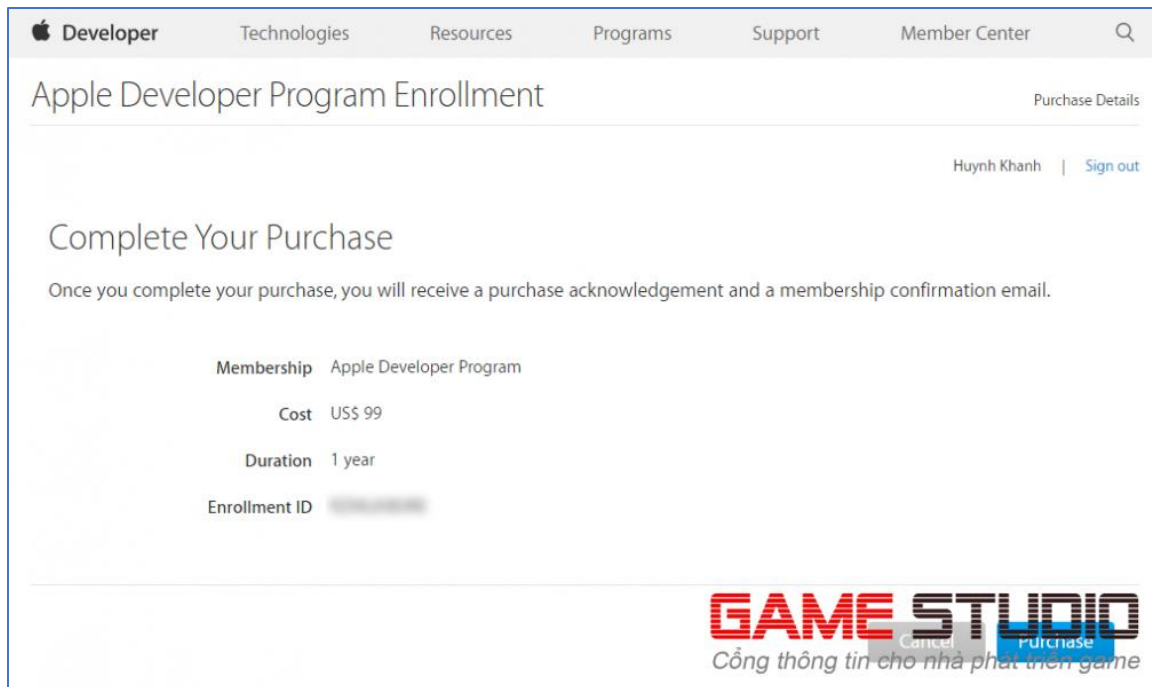 Developer Technologies Resources Programs Support Member Center
Apple Developer Program Enrollment
Purchase Details
Huynh Khanh | Sign out
Complete Your Purchase
Once you complete your purchase, you will receive a purchase acknowledgement and a membership confirmation email.
Membership Apple Developer Program
Cost US$ 99
Duration 1 year
Enrollment ID
GAME STUDIO
Cancel Purchase
Cổng thông tin cho nhà phát triển game